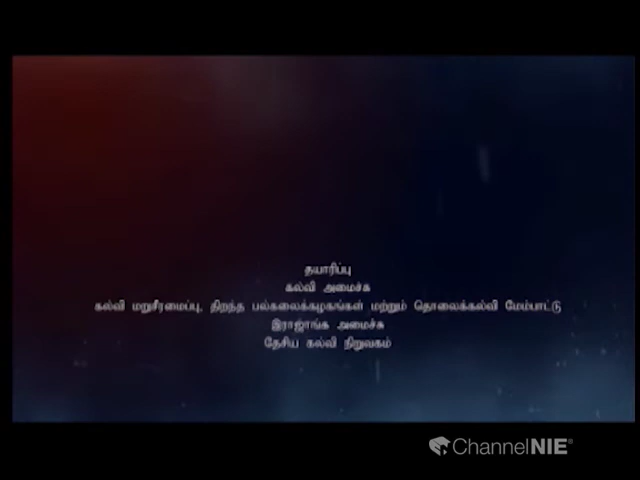 தயாரிப்பு
கல்வி அமைச்சு
கல்வி மறுசீரமைப்பு, திறந்த பல்கலைக்கழகங்கள் மற்றும் தொலைக்கல்வி மேம்பாட்டு
இராஜாங்க அமைச்சு
தேசிய கல்வி நிறுவகம்
ChannelNIE